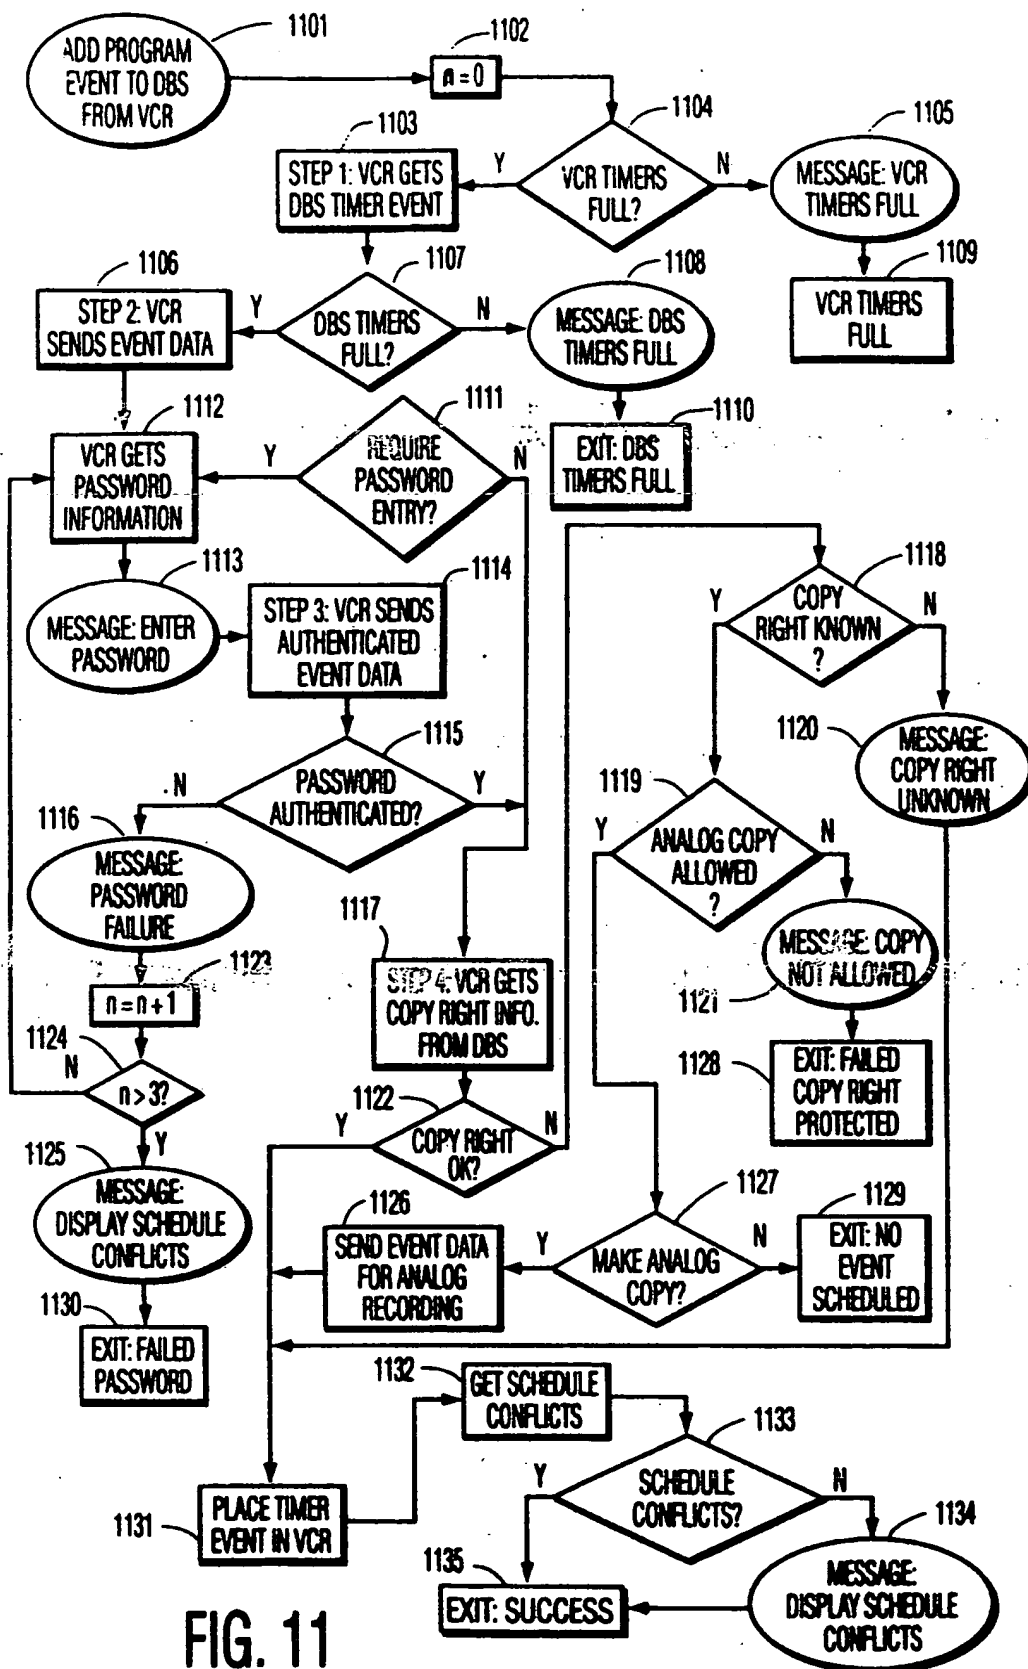 1101
ADD PROGRAM
EVENT TO DBS
FROM VCR
1102
n = 0
1103
STEP 1: VCR GETS
DBS TIMER EVENT
Y
1104
VCR TIMERS
FULL?
N
1105
MESSAGE: VCR
TIMERS FULL
1106
STEP 2: VCR
SENDS EVENT DATA
Y
1107
DBS TIMERS
FULL?
N
1108
MESSAGE: DBS
TIMERS FULL
1109
VCR TIMERS
FULL
1110
EXIT: DBS
TIMERS FULL
1112
VCR GETS
PASSWORD
INFORMATION
Y
1111
REQUIRE
PASSWORD
ENTRY?
N
1113
MESSAGE: ENTER
PASSWORD
1114
STEP 3: VCR SENDS
AUTHENTICATED
EVENT DATA
1118
Y
COPY
RIGHT KNOWN
?
N
1115
N
PASSWORD
AUTHENTICATED?
Y
1116
MESSAGE:
PASSWORD
FAILURE
1119
Y
ANALOG COPY
ALLOWED
?
N
1120
MESSAGE:
COPY RIGHT
UNKNOWN
1117
STEP 4: VCR GETS
COPY RIGHT INFO.
FROM DBS
1121
MESSAGE: COPY
NOT ALLOWED
1123
n = n + 1
1124
N
n > 3?
Y
1122
Y
COPY RIGHT
OK?
N
1128
EXIT: FAILED
COPY RIGHT
PROTECTED
1125
MESSAGE:
DISPLAY SCHEDULE
CONFLICTS
1126
SEND EVENT DATA
FOR ANALOG
RECORDING
Y
1127
MAKE ANALOG
COPY?
N
1129
EXIT: NO
EVENT
SCHEDULED
1130
EXIT: FAILED
PASSWORD
1132
GET SCHEDULE
CONFLICTS
1131
PLACE TIMER
EVENT IN VCR
1133
Y
SCHEDULE
CONFLICTS?
N
1134
MESSAGE:
DISPLAY SCHEDULE
CONFLICTS
1135
EXIT: SUCCESS
FIG. 11